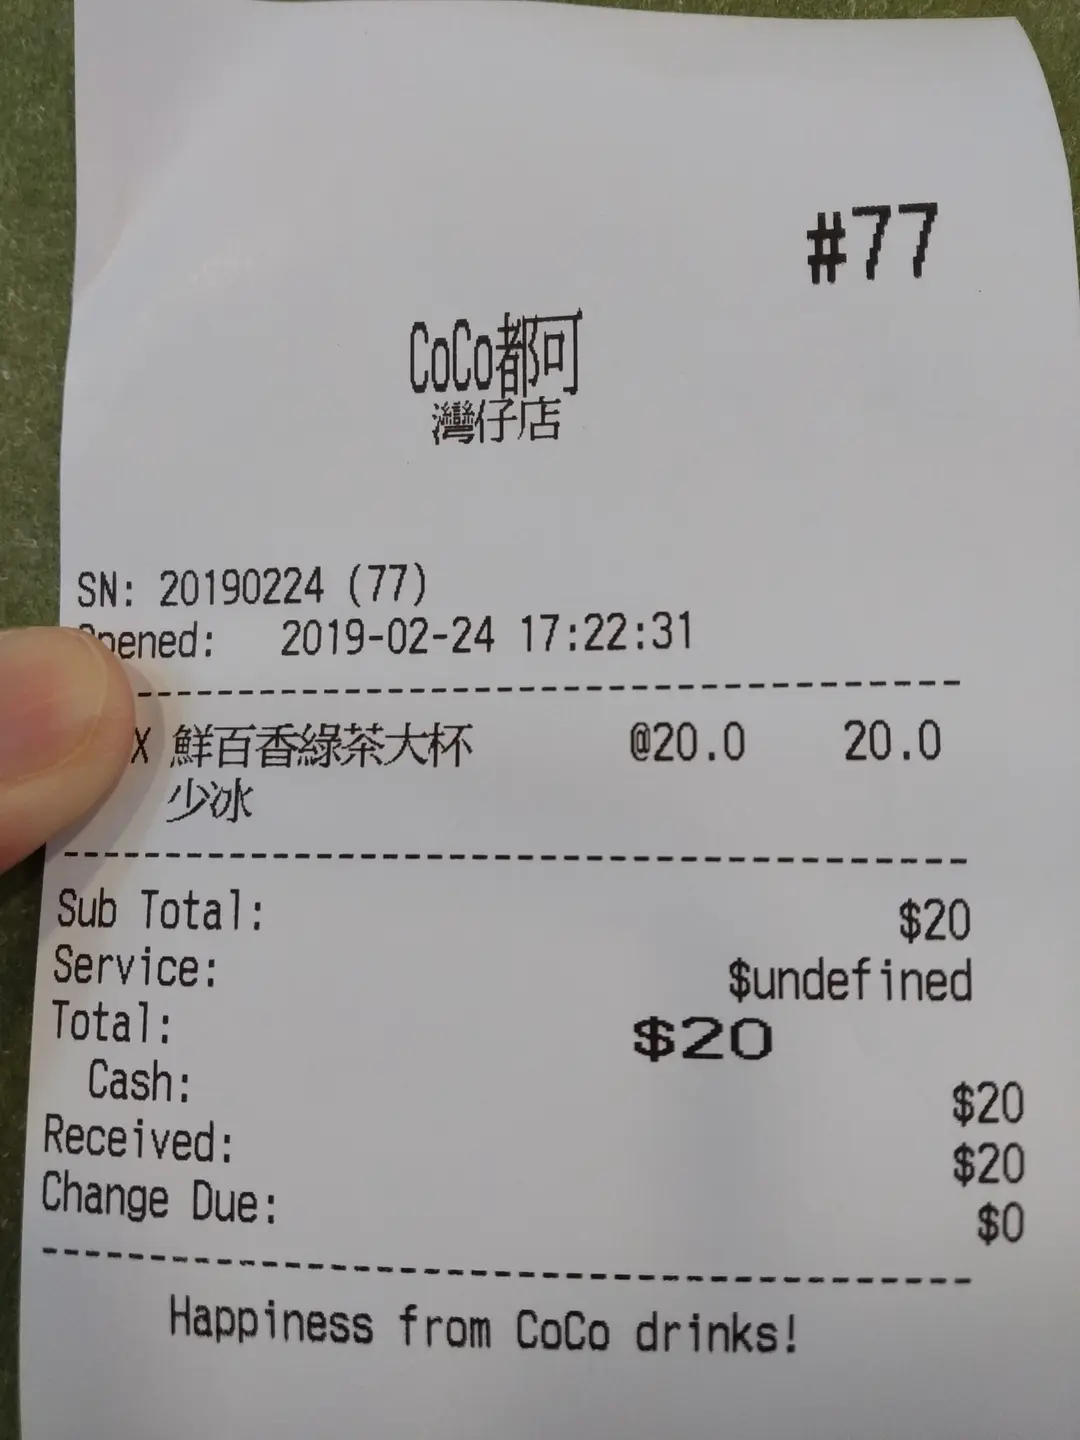 #77
CoCo都可
灣仔店
SN: 20190224 (77)
Opened: 2019-02-24 17:22:31
X 鮮百香綠茶大杯 @20.0 20.0
少冰
Sub Total: $20
Service: $undefined
Total: $20
Cash: $20
Received: $20
Change Due: $0
Happiness from CoCo drinks!